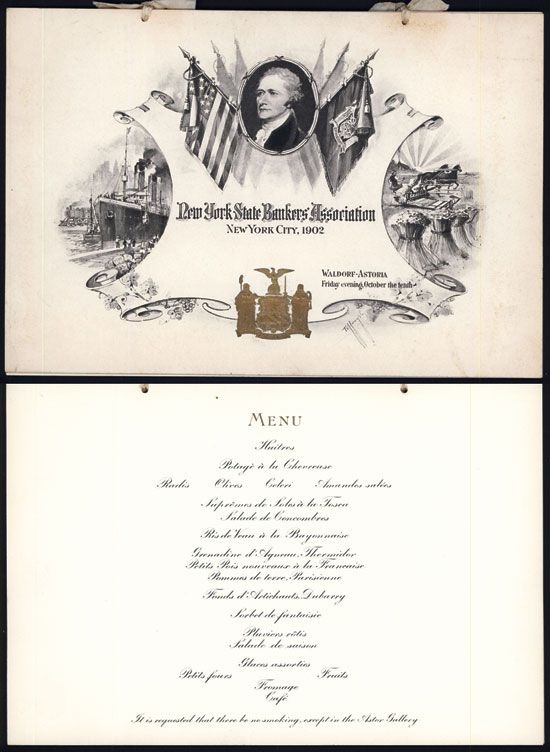 New York State Bankers Association
New York City, 1902
Waldorf-Astoria
Friday evening, October the tenth
Menu
Huîtres
Potage à la Chevreuse
Radis Olives Celeri Amandes salées
Suprêmes de Soles à la Tosca
Salade de Concombres
Ris de Veau à la Bayonnaise
Grenadine d'Agneau, Thermidor
Petits Pois nouveaux à la Francaise
Pommes de terre, Parisienne
Fonds d'Artichauts, Dubarry
Sorbet de fantaisie
Pluviers rôtis
Salade de saison
Glaces assorties
Petits fours Fruits
Fromage
Café
It is requested that there be no smoking, except in the Astor Gallery